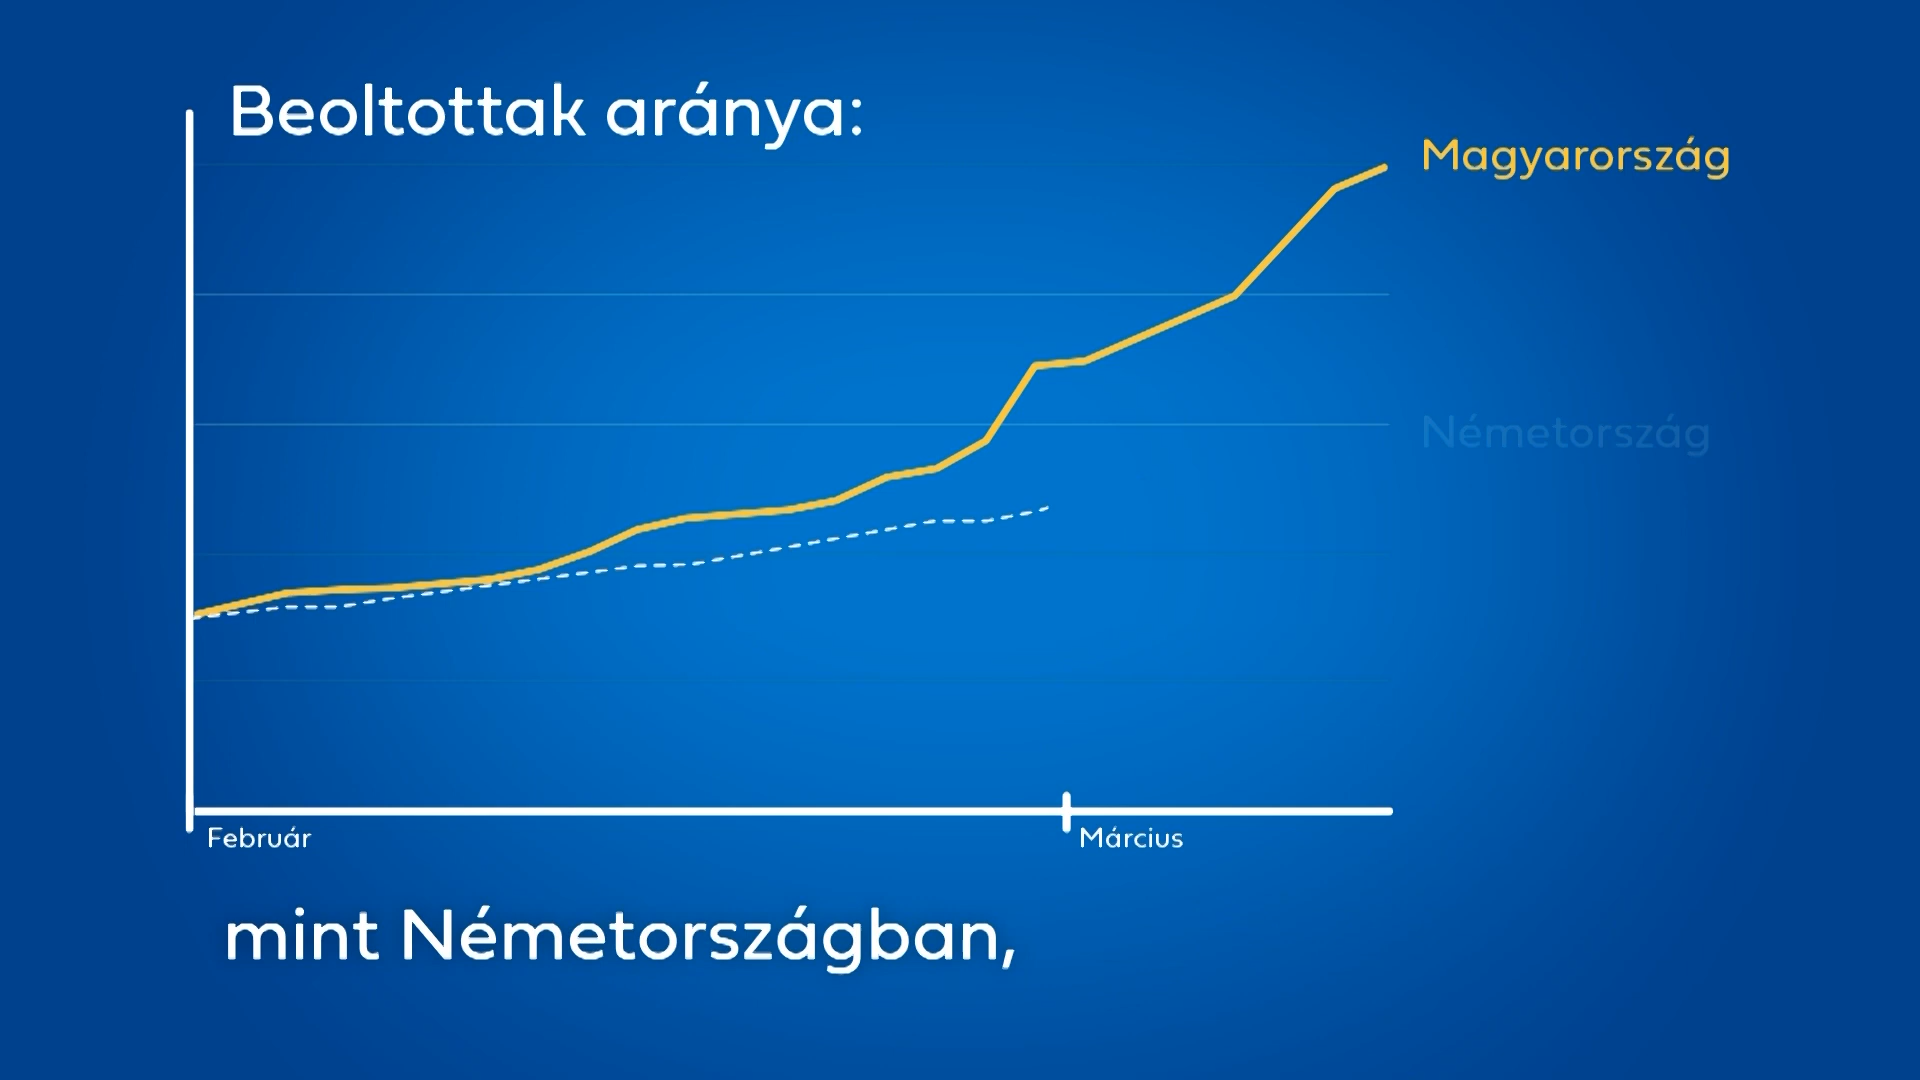 Beoltottak aránya:
Magyarország
Németország
Február
Március
mint Németországban,